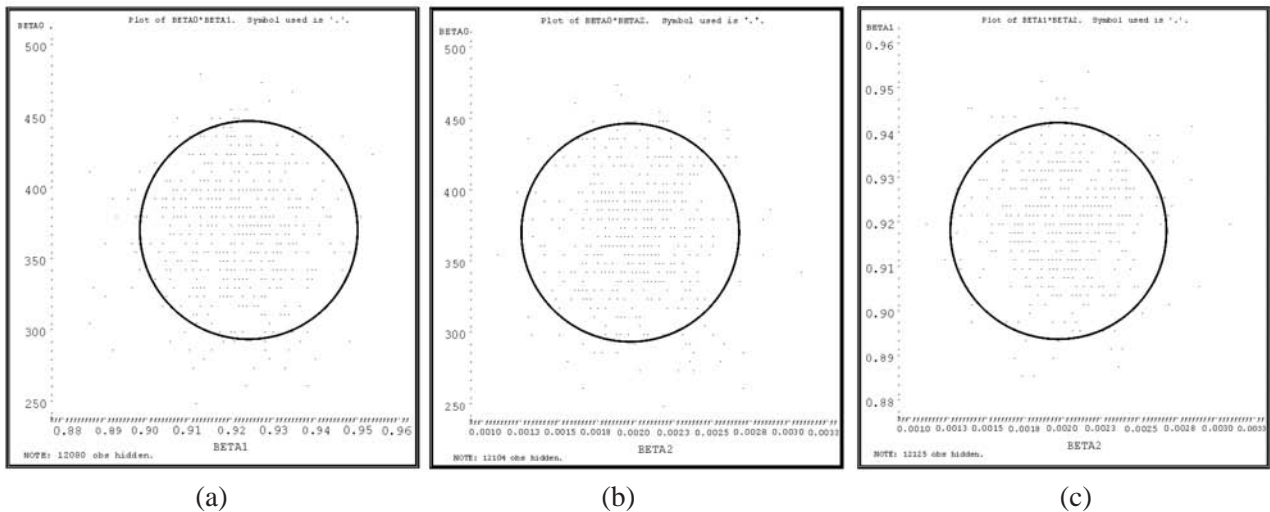 Plot of BETA0*BETA1. Symbol used is '.'.
BETA0
500
450
400
350
300
250
0.88 0.89 0.90 0.91 0.92 0.93 0.94 0.95 0.96
BETA1
NOTE: 12080 obs hidden.
(a)
Plot of BETA0*BETA2. Symbol used is '.'.
BETA0
500
450
400
350
300
250
0.0010 0.0013 0.0015 0.0018 0.0020 0.0023 0.0025 0.0028 0.0030 0.0033
BETA2
NOTE: 12104 obs hidden.
(b)
Plot of BETA1*BETA2. Symbol used is '.'.
BETA1
0.96
0.95
0.94
0.93
0.92
0.91
0.90
0.89
0.88
0.0010 0.0013 0.0015 0.0018 0.0020 0.0023 0.0025 0.0028 0.0030 0.0033
BETA2
NOTE: 12125 obs hidden.
(c)